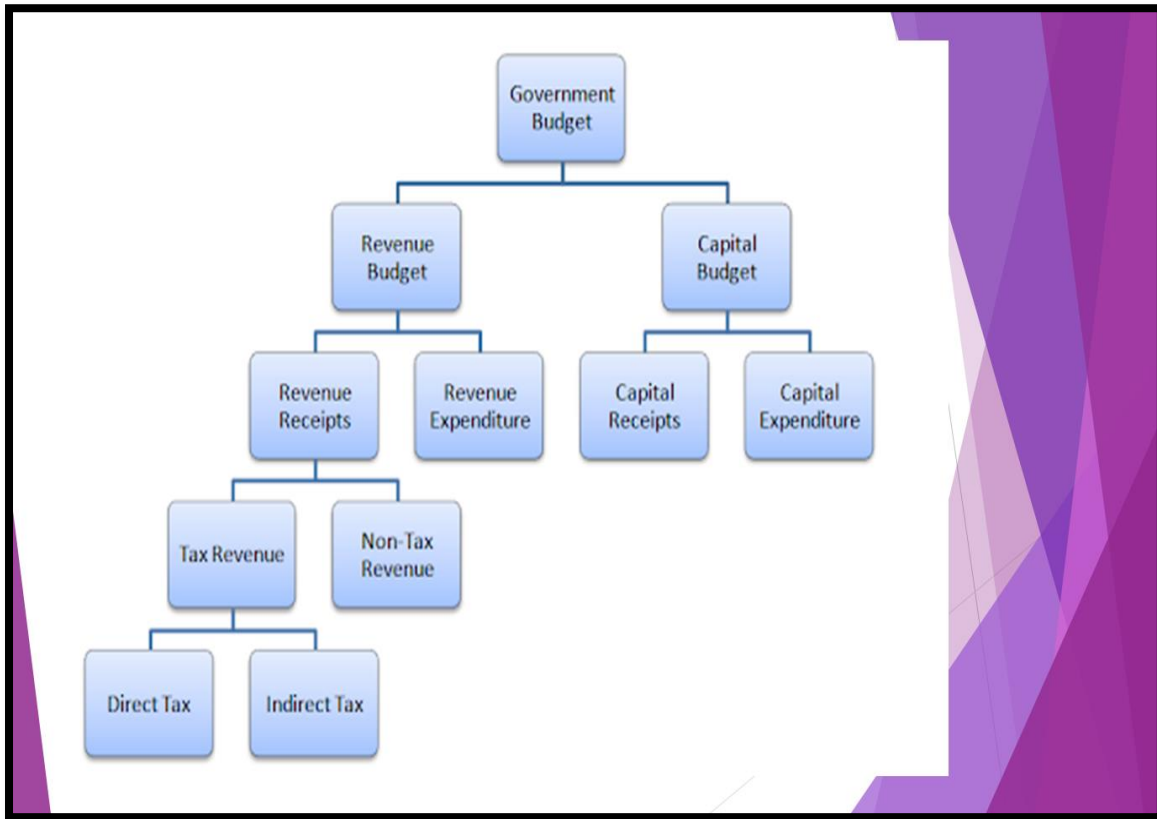 Government
Budget
Revenue
Budget
Capital
Budget
Revenue
Receipts
Revenue
Expenditure
Capital
Receipts
Capital
Expenditure
Tax Revenue
Non-Tax
Revenue
Direct Tax
Indirect Tax